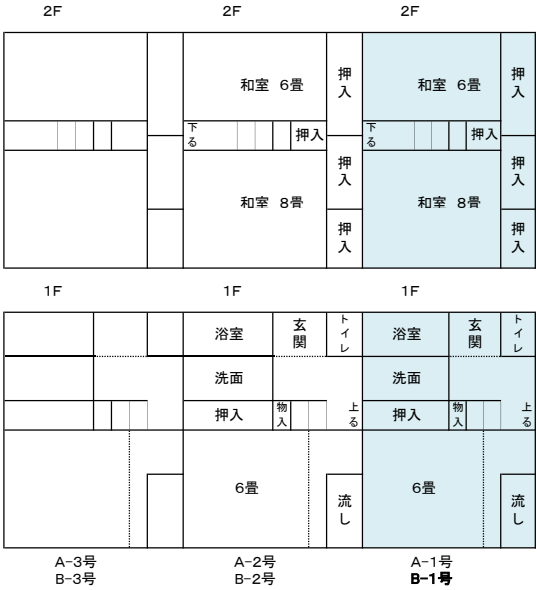 2F 2F 2F
和室 6畳 押入 和室 6畳 押入
下る 押入 下る 押入
押入 押入
和室 8畳 和室 8畳
押入 押入
1F 1F 1F
浴室 玄関 トイレ 浴室 玄関 トイレ
洗面 洗面
押入 物入 上る 押入 物入 上る
6畳 流し 6畳 流し
A-3号 A-2号 A-1号
B-3号 B-2号 B-1号